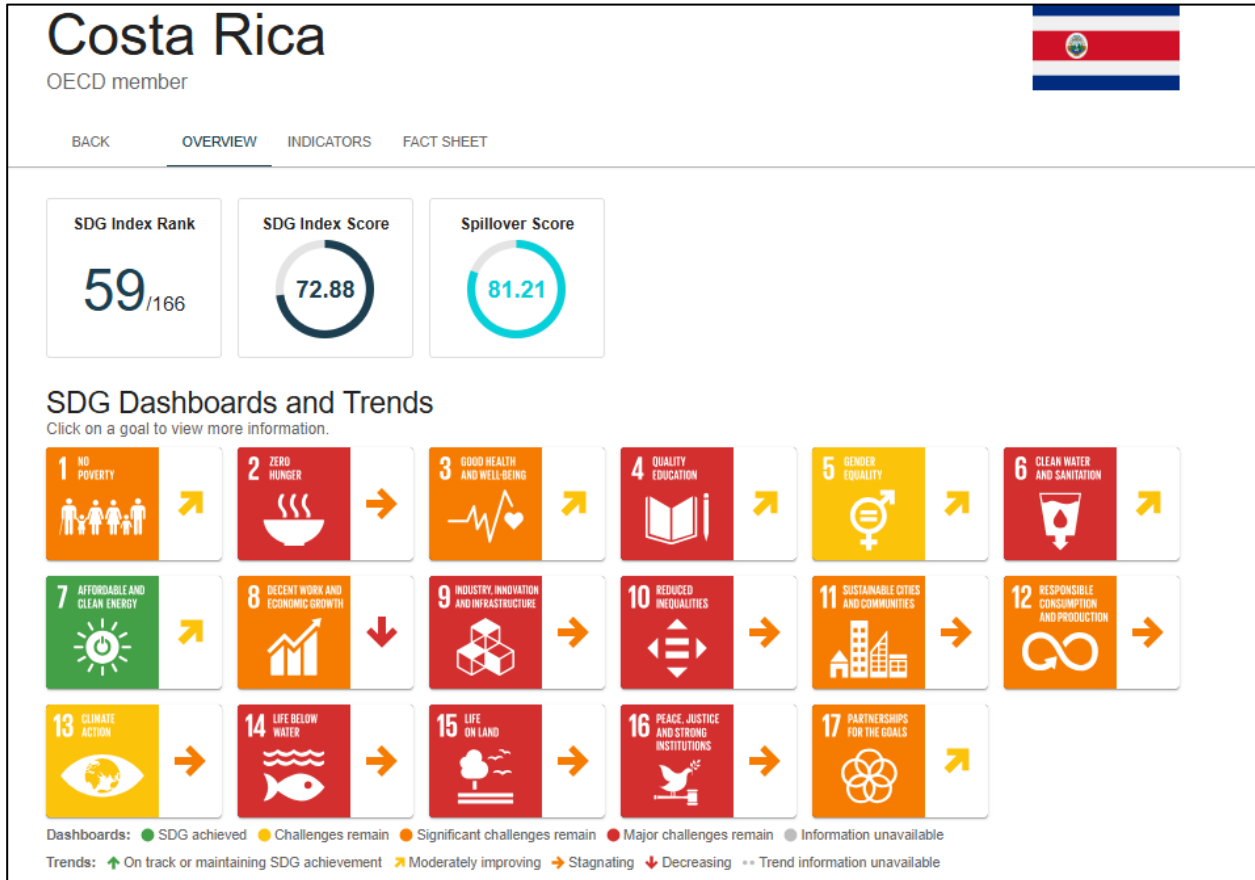 Costa Rica
OECD member
BACK OVERVIEW INDICATORS FACT SHEET
SDG Index Rank
59/166
SDG Index Score
72.88
Spillover Score
81.21
SDG Dashboards and Trends
Click on a goal to view more information.
1 NO
POVERTY
2 ZERO
HUNGER
3 GOOD HEALTH
AND WELL-BEING
4 QUALITY
EDUCATION
5 GENDER
EQUALITY
6 CLEAN WATER
AND SANITATION
7 AFFORDABLE AND
CLEAN ENERGY
8 DECENT WORK AND
ECONOMIC GROWTH
9 INDUSTRY, INNOVATION
AND INFRASTRUCTURE
10 REDUCED
INEQUALITIES
11 SUSTAINABLE CITIES
AND COMMUNITIES
12 RESPONSIBLE
CONSUMPTION
AND PRODUCTION
13 CLIMATE
ACTION
14 LIFE BELOW
WATER
15 LIFE
ON LAND
16 PEACE, JUSTICE
AND STRONG
INSTITUTIONS
17 PARTNERSHIPS
FOR THE GOALS
Dashboards: SDG achieved Challenges remain Significant challenges remain Major challenges remain Information unavailable
Trends: On track or maintaining SDG achievement Moderately improving Stagnating Decreasing Trend information unavailable